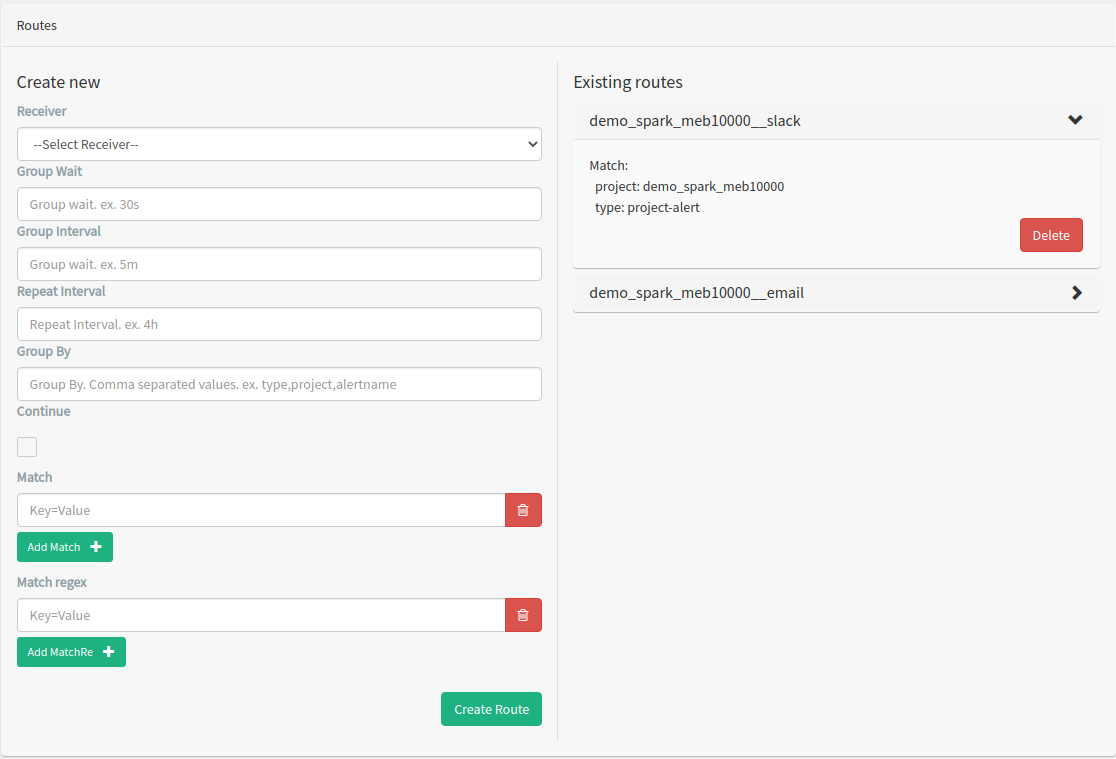 Routes
Create new
Receiver
--Select Receiver--
Group Wait
Group wait. ex. 30s
Group Interval
Group wait. ex. 5m
Repeat Interval
Repeat Interval. ex. 4h
Group By
Group By. Comma separated values. ex. type,project,alertname
Continue
Match
Key=Value
Add Match
Match regex
Key=Value
Add MatchRe
Create Route
Existing routes
demo_spark_meb10000__slack
Match:
project: demo_spark_meb10000
type: project-alert
Delete
demo_spark_meb10000__email